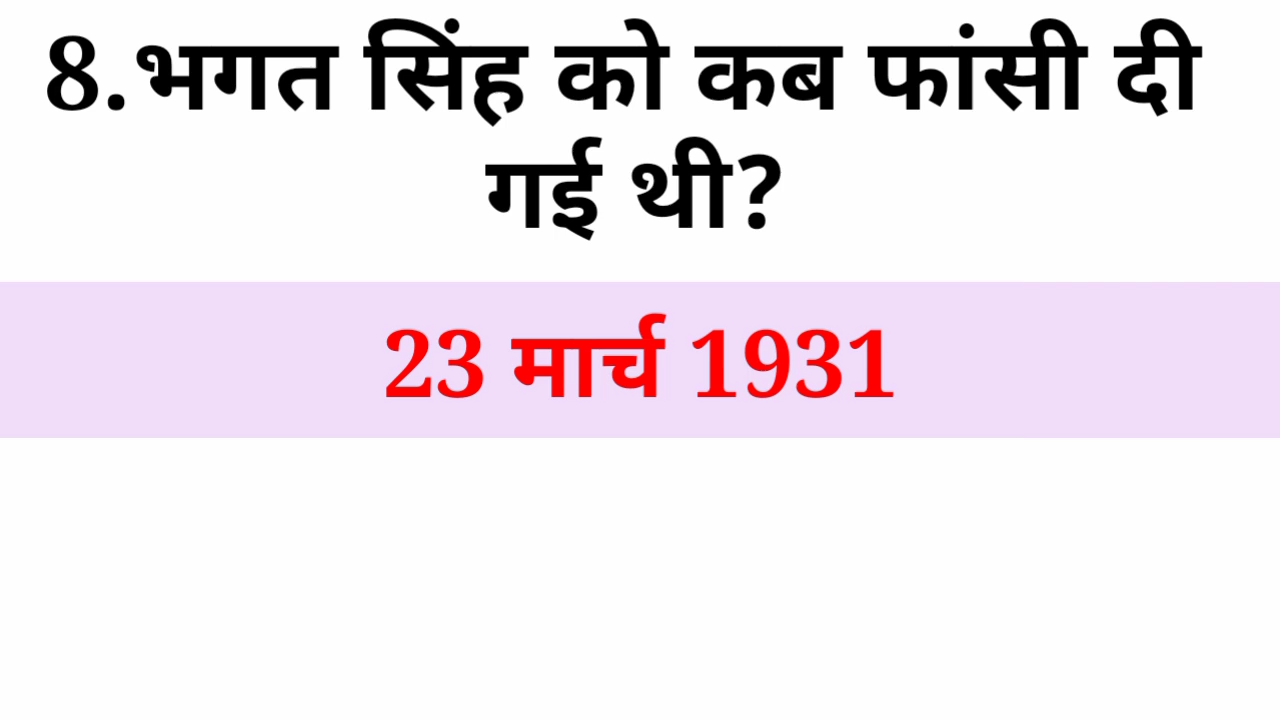 8.भगत सिंह को कब फांसी दी
गई थी?
23 मार्च 1931